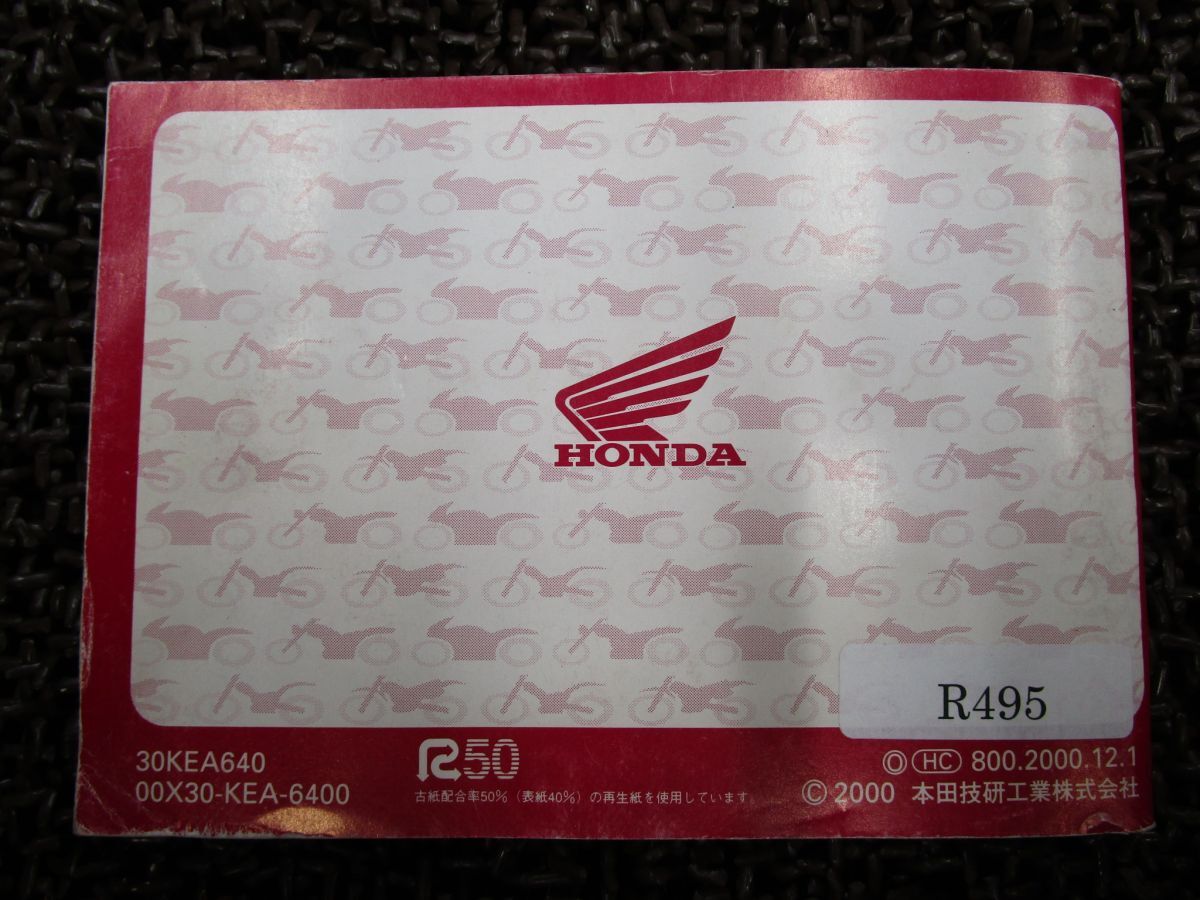 HONDA
R495
30KEA640
00X30-KEA-6400
R50
古紙配合率50%（表紙40%）の再生紙を使用しています
Ⓞ HC 800.2000.12.1
© 2000 本田技研工業株式会社